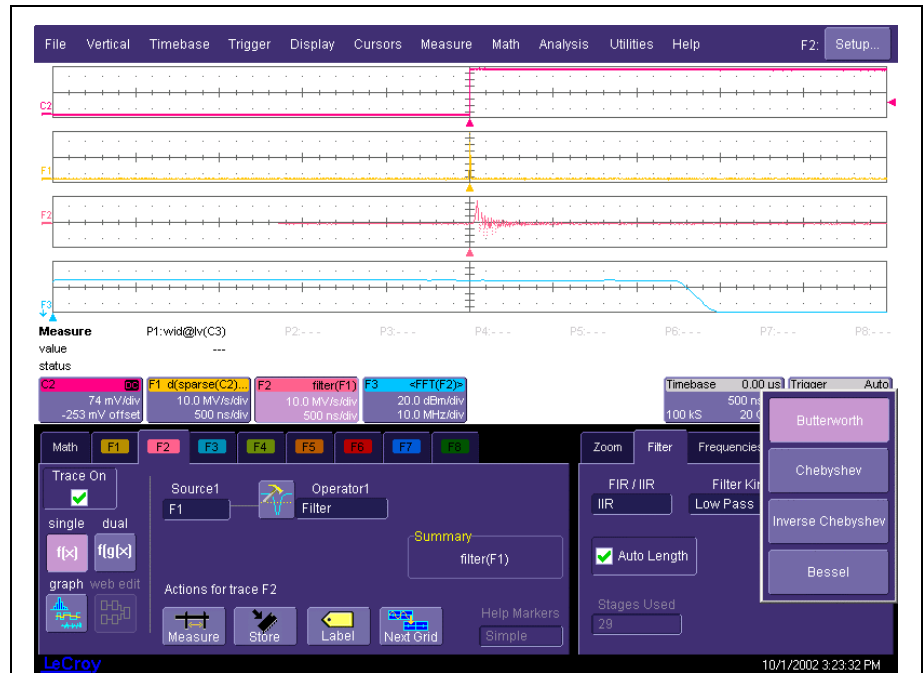 File Vertical Timebase Trigger Display Cursors Measure Math Analysis Utilities Help F2: Setup...
C2
F1
F2
F3
Measure P1:wid@lv(C3) P2:- - - P3:- - - P4:- - - P5:- - - P6:- - - P7:- - - P8:- - -
value ---
status
C2 DC F1 d(sparse(C2)... F2 filter(F1) F3 <FFT(F2)> Timebase 0.00 us Trigger Auto
74 mV/div 10.0 MV/s/div 10.0 MV/s/div 20.0 dBm/div 500 n
-253 mV offset 500 ns/div 500 ns/div 10.0 MHz/div 100 kS 20
Butterworth
Chebyshev
Inverse Chebyshev
Bessel
Math F1 F2 F3 F4 F5 F6 F7 F8 Zoom Filter Frequencies
Trace On
single dual
f(x) f(g(x))
graph web edit
Source1 Operator1
F1 Filter
Summary
filter(F1)
Actions for trace F2
Measure Store Label Next Grid
Help Markers
Simple
FIR / IIR Filter Kin
IIR Low Pass
Auto Length
Stages Used
29
LeCroy 10/1/2002 3:23:32 PM